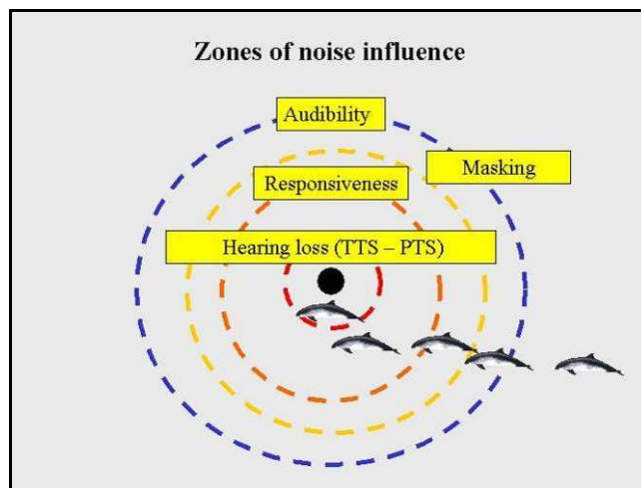 Zones of noise influence
Audibility
Masking
Responsiveness
Hearing loss (TTS – PTS)